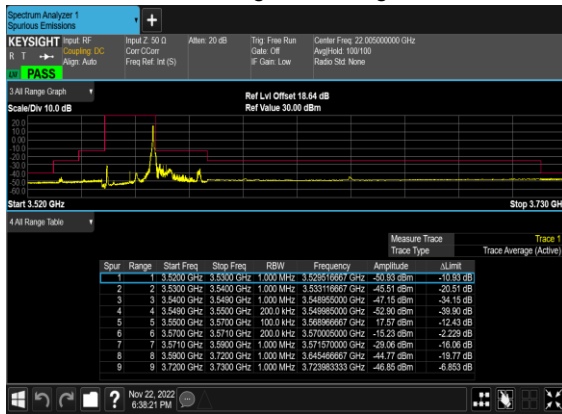 Spectrum Analyzer 1
Spurious Emissions
+
KEYSIGHT Input: RF Input Z: 50 Ω Atten: 20 dB Trig: Free Run Center Freq: 22.005000000 GHz
R T Coupling: DC Corr CCorr Gate: Off Avg|Hold: 100/100
Align: Auto Freq Ref: Int (S) IF Gain: Low Radio Std: None
PASS
3 All Range Graph
Ref Lvl Offset 18.64 dB
Scale/Div 10.0 dB Ref Value 30.00 dBm
20.0
10.0
0.00
-10.0
-20.0
-30.0
-40.0
-50.0
-60.0
Start 3.520 GHz Stop 3.730 GH
4 All Range Table
Measure Trace Trace 1
Trace Type Trace Average (Active)
Spur Range Start Freq Stop Freq RBW Frequency Amplitude ΔLimit
1 1 3.5200 GHz 3.5300 GHz 1.000 MHz 3.529516667 GHz -50.93 dBm -10.93 dB
2 2 3.5300 GHz 3.5400 GHz 1.000 MHz 3.533116667 GHz -45.51 dBm -20.51 dB
3 3 3.5400 GHz 3.5490 GHz 1.000 MHz 3.548955000 GHz -47.15 dBm -34.15 dB
4 4 3.5490 GHz 3.5500 GHz 200.0 kHz 3.549985000 GHz -52.90 dBm -39.90 dB
5 5 3.5500 GHz 3.5700 GHz 100.0 kHz 3.568966667 GHz 17.57 dBm -12.43 dB
6 6 3.5700 GHz 3.5710 GHz 200.0 kHz 3.570005000 GHz -15.23 dBm -2.229 dB
7 7 3.5710 GHz 3.5900 GHz 1.000 MHz 3.571570000 GHz -29.06 dBm -16.06 dB
8 8 3.5900 GHz 3.7200 GHz 1.000 MHz 3.645466667 GHz -44.77 dBm -19.77 dB
9 9 3.7200 GHz 3.7300 GHz 1.000 MHz 3.723983333 GHz -46.85 dBm -6.853 dB
? Nov 22, 2022
6:38:21 PM